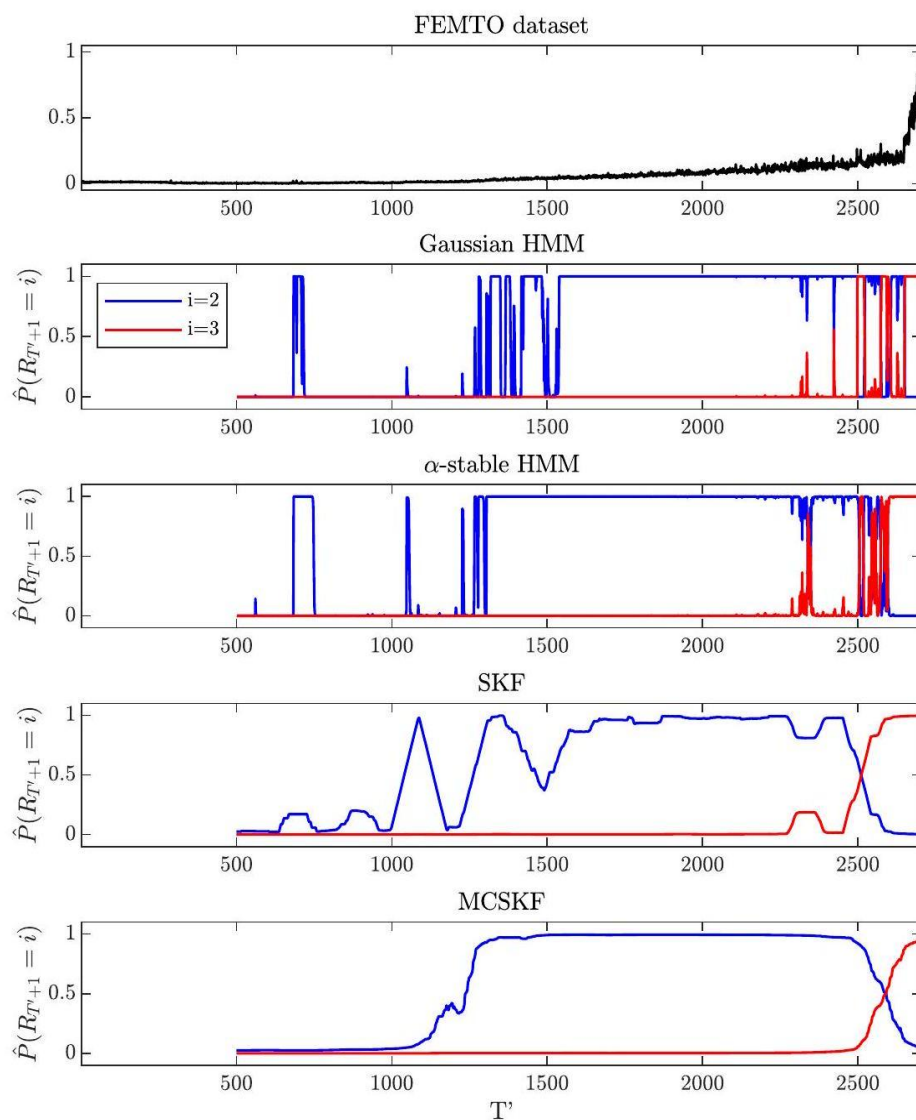 FEMTO dataset
1
0.5
0
500 1000 1500 2000 2500
Gaussian HMM
P̂(R_{T'+1} = i)
1
0.5
0
i=2
i=3
500 1000 1500 2000 2500
α-stable HMM
P̂(R_{T'+1} = i)
1
0.5
0
500 1000 1500 2000 2500
SKF
P̂(R_{T'+1} = i)
1
0.5
0
500 1000 1500 2000 2500
MCSKF
P̂(R_{T'+1} = i)
1
0.5
0
500 1000 1500 2000 2500
T'